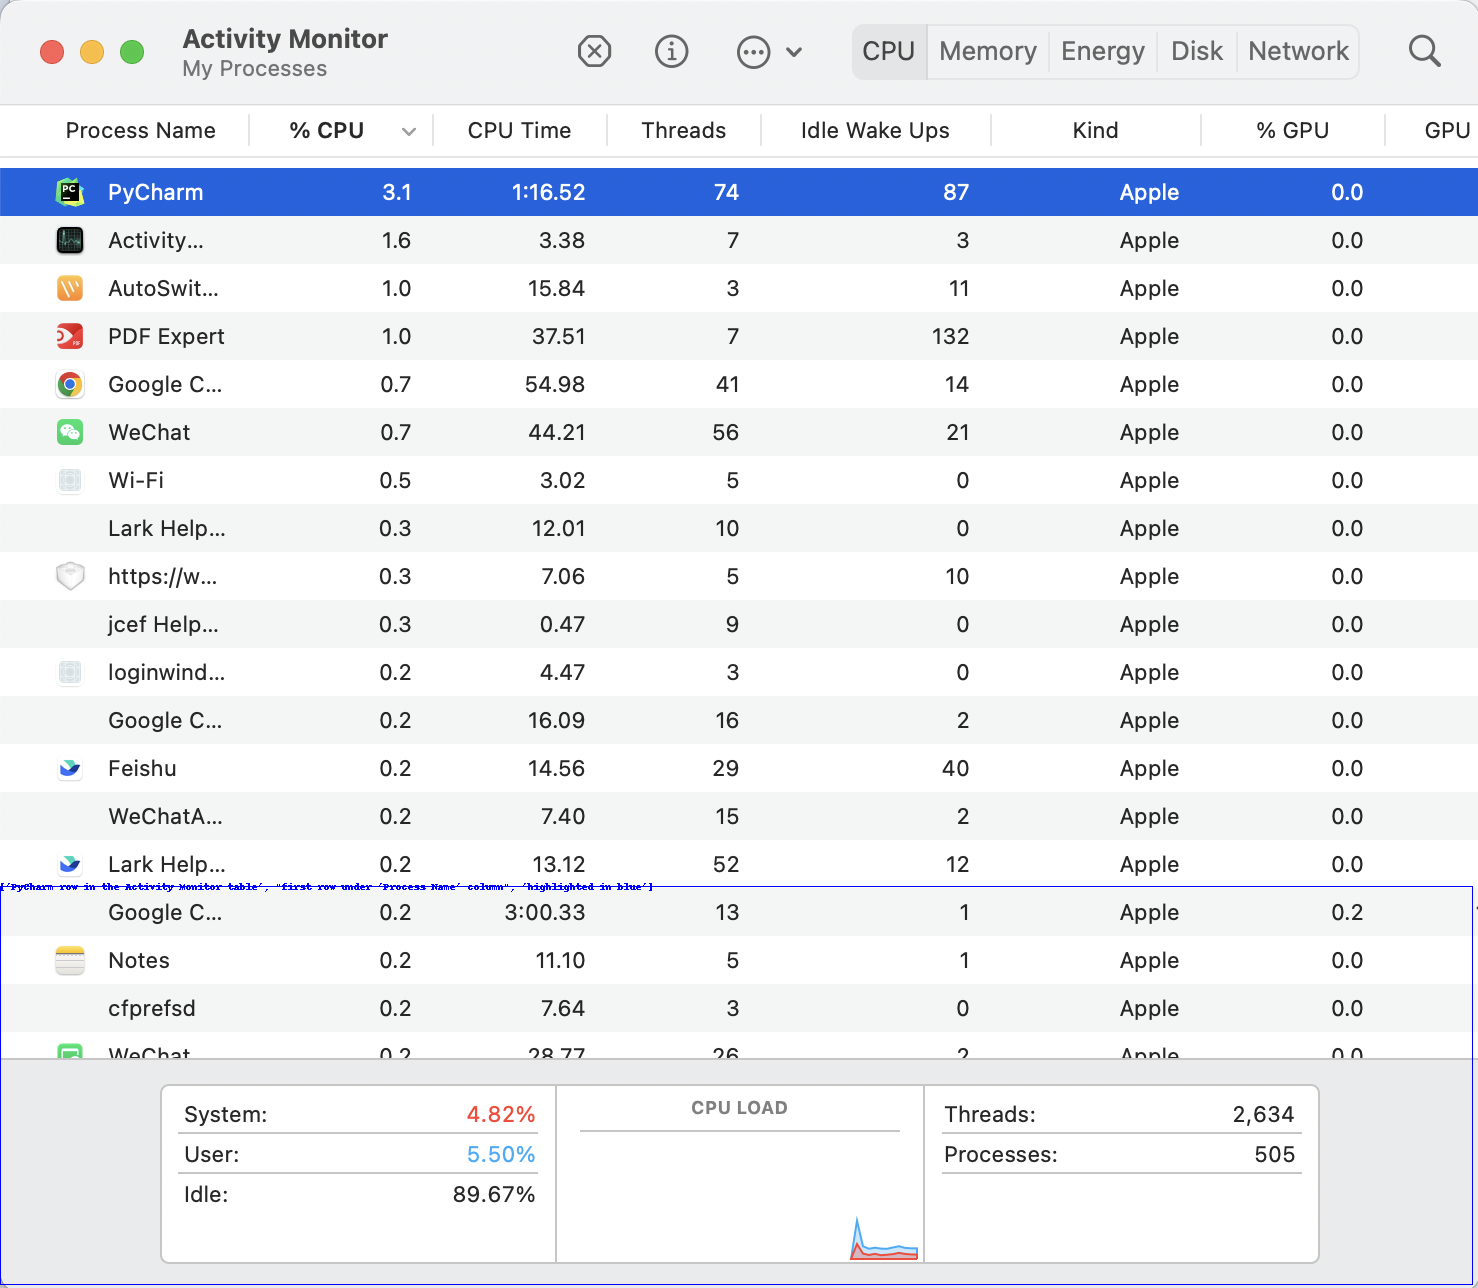 Activity Monitor
My Processes
CPU Memory Energy Disk Network
Process Name % CPU CPU Time Threads Idle Wake Ups Kind % GPU GPU
PyCharm 3.1 1:16.52 74 87 Apple 0.0
Activity... 1.6 3.38 7 3 Apple 0.0
AutoSwit... 1.0 15.84 3 11 Apple 0.0
PDF Expert 1.0 37.51 7 132 Apple 0.0
Google C... 0.7 54.98 41 14 Apple 0.0
WeChat 0.7 44.21 56 21 Apple 0.0
Wi-Fi 0.5 3.02 5 0 Apple 0.0
Lark Help... 0.3 12.01 10 0 Apple 0.0
https://w... 0.3 7.06 5 10 Apple 0.0
jcef Help... 0.3 0.47 9 0 Apple 0.0
loginwind... 0.2 4.47 3 0 Apple 0.0
Google C... 0.2 16.09 16 2 Apple 0.0
Feishu 0.2 14.56 29 40 Apple 0.0
WeChatA... 0.2 7.40 15 2 Apple 0.0
Lark Help... 0.2 13.12 52 12 Apple 0.0
['PyCharm row in the Activity Monitor table', "first row under 'Process Name' column", 'highlighted in blue']
Google C... 0.2 3:00.33 13 1 Apple 0.2
Notes 0.2 11.10 5 1 Apple 0.0
cfprefsd 0.2 7.64 3 0 Apple 0.0
WeChat 0.2 28.77 26 2 Apple 0.0
System: 4.82% CPU LOAD Threads: 2,634
User: 5.50% Processes: 505
Idle: 89.67%